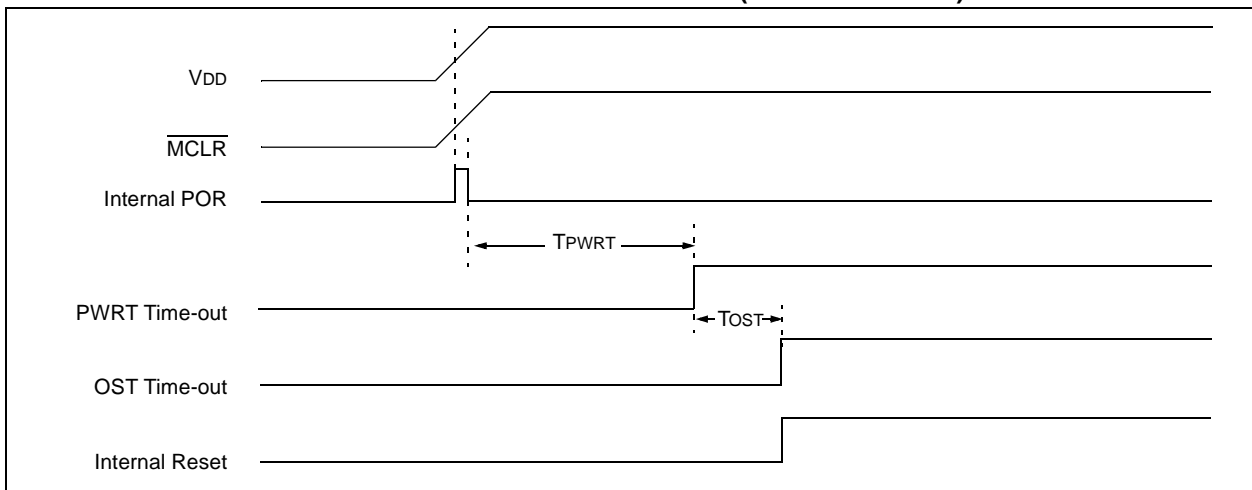 VDD
MCLR
Internal POR
TPWRT
PWRT Time-out
TOST
OST Time-out
Internal Reset